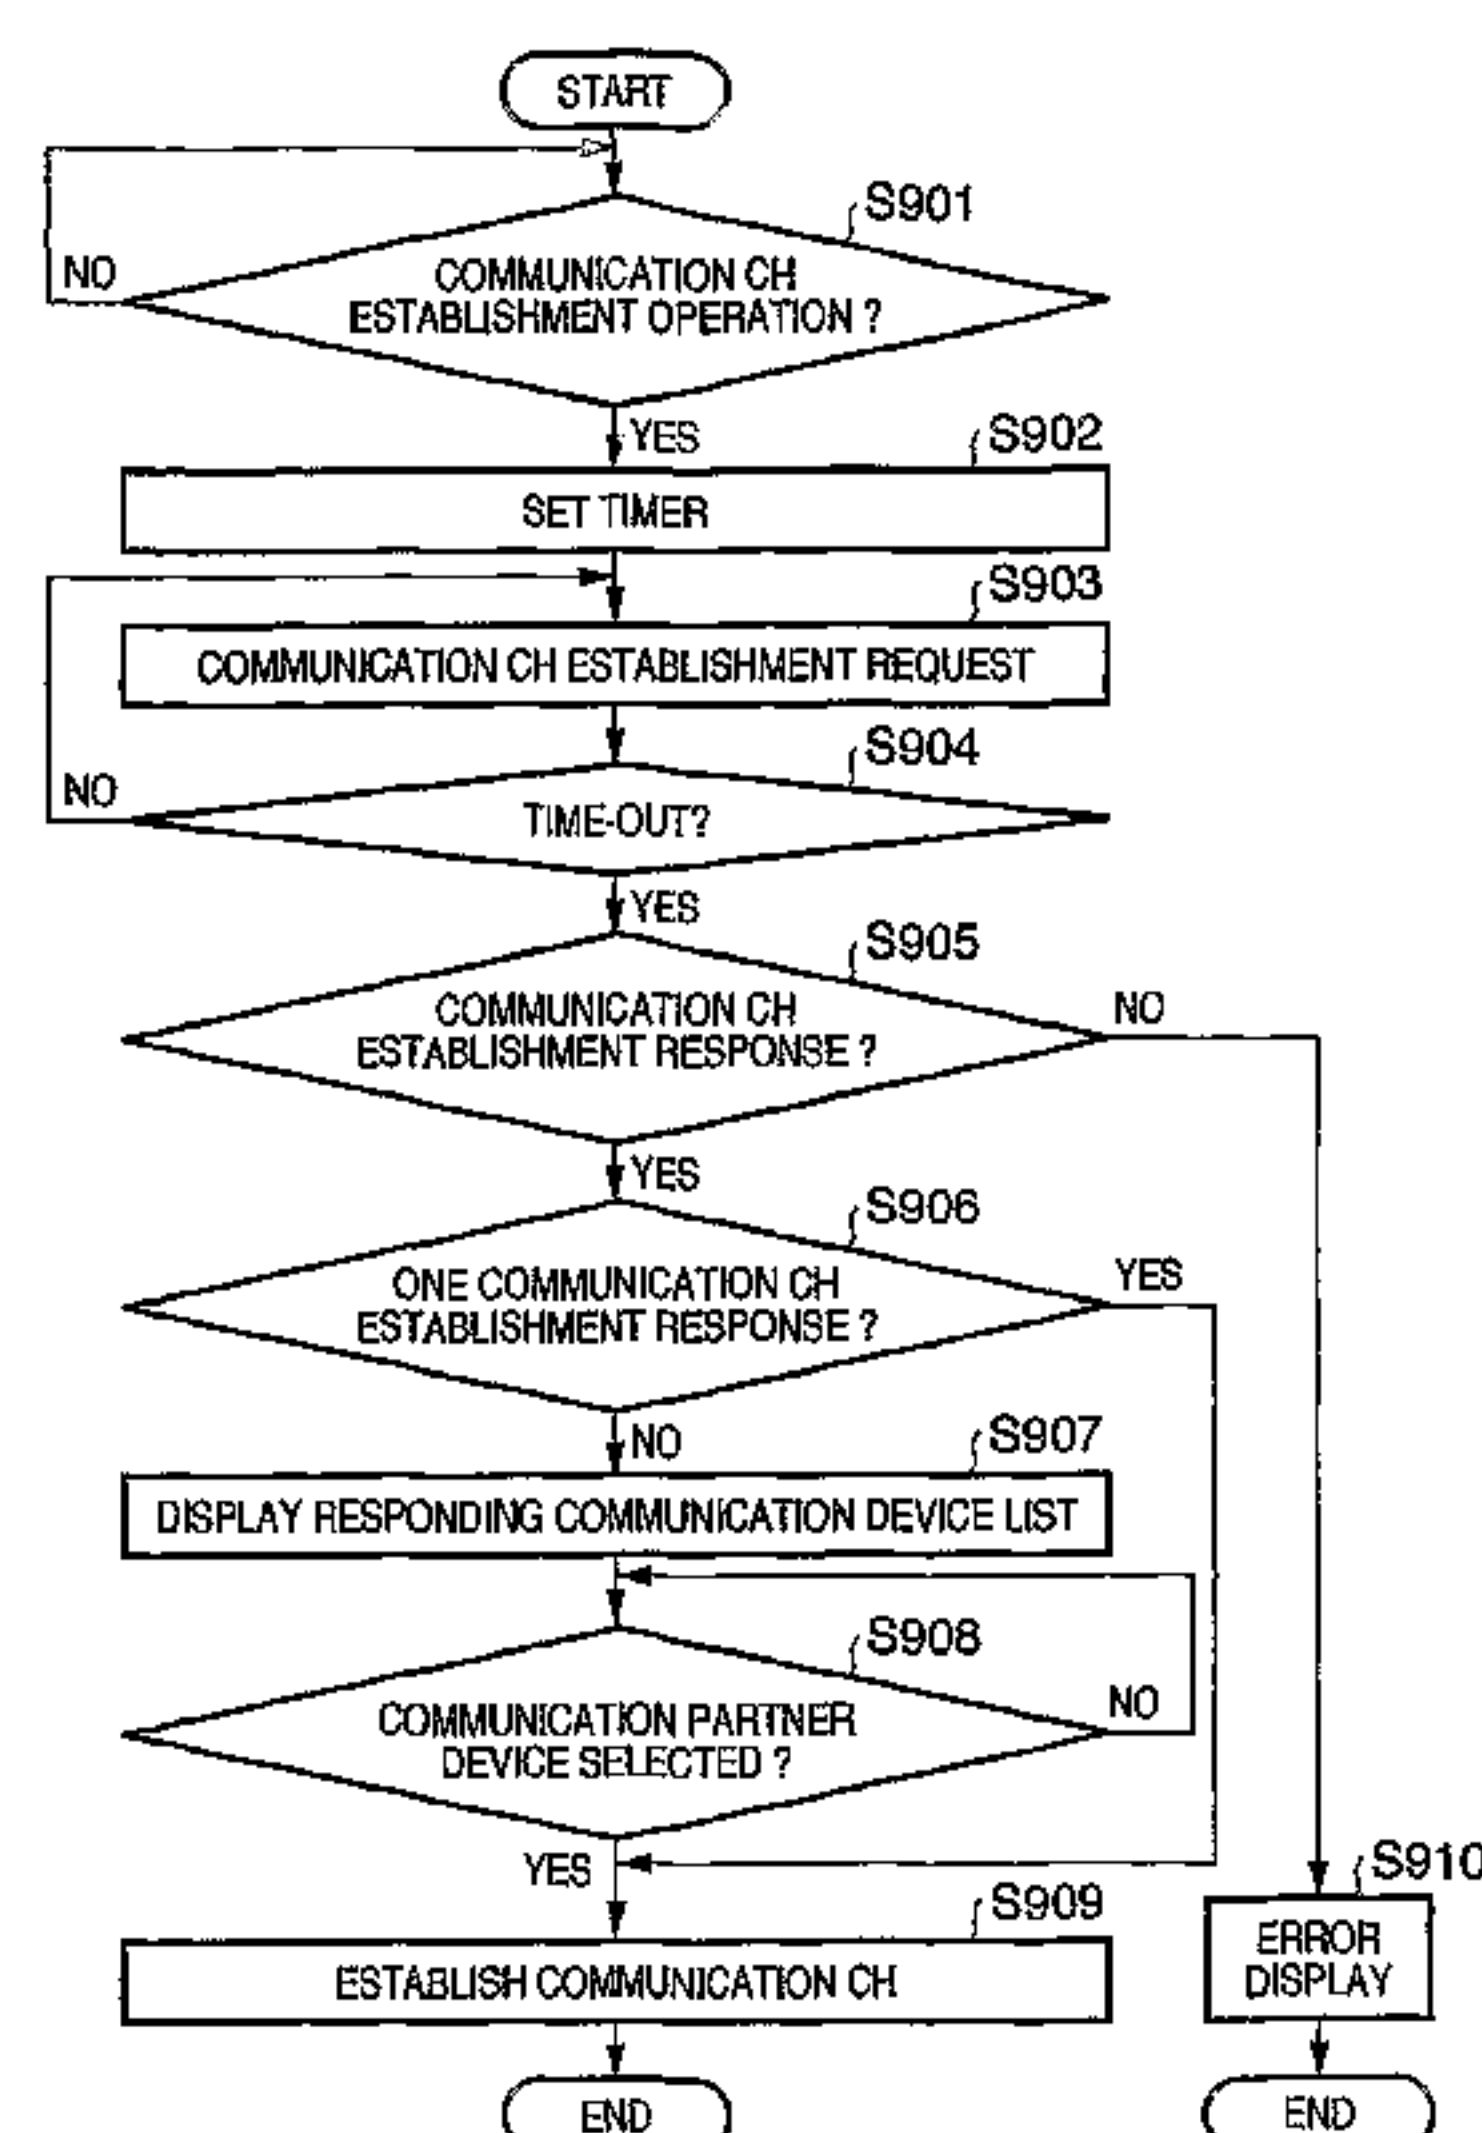 START
S901
NO
COMMUNICATION CH
ESTABLISHMENT OPERATION ?
YES
S902
SET TIMER
S903
COMMUNICATION CH ESTABLISHMENT REQUEST
S904
NO
TIME-OUT?
YES
S905
COMMUNICATION CH
ESTABLISHMENT RESPONSE ?
NO
YES
S906
ONE COMMUNICATION CH
ESTABLISHMENT RESPONSE ?
YES
NO
S907
DISPLAY RESPONDING COMMUNICATION DEVICE LIST
S908
COMMUNICATION PARTNER
DEVICE SELECTED ?
NO
YES
S909
ESTABLISH COMMUNICATION CH
S910
ERROR
DISPLAY
END
END